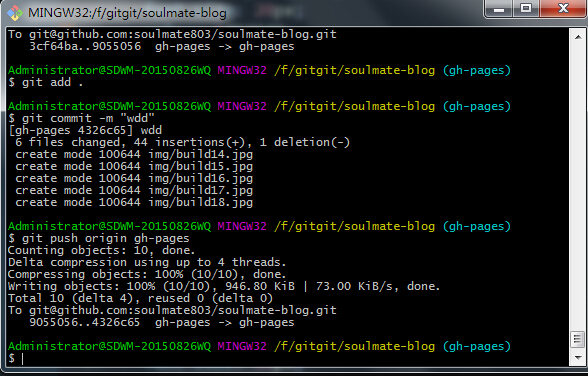 MINGW32:/f/gitgit/soulmate-blog
To git@github.com:soulmate803/soulmate-blog.git
   3cf64ba..9055056  gh-pages -> gh-pages
Administrator@SDWM-20150826WQ MINGW32 /f/gitgit/soulmate-blog (gh-pages)
$ git add .
Administrator@SDWM-20150826WQ MINGW32 /f/gitgit/soulmate-blog (gh-pages)
$ git commit -m "wdd"
[gh-pages 4326c65] wdd
 6 files changed, 44 insertions(+), 1 deletion(-)
 create mode 100644 img/build14.jpg
 create mode 100644 img/build15.jpg
 create mode 100644 img/build16.jpg
 create mode 100644 img/build17.jpg
 create mode 100644 img/build18.jpg
Administrator@SDWM-20150826WQ MINGW32 /f/gitgit/soulmate-blog (gh-pages)
$ git push origin gh-pages
Counting objects: 10, done.
Delta compression using up to 4 threads.
Compressing objects: 100% (10/10), done.
Writing objects: 100% (10/10), 946.80 KiB | 73.00 KiB/s, done.
Total 10 (delta 4), reused 0 (delta 0)
To git@github.com:soulmate803/soulmate-blog.git
   9055056..4326c65  gh-pages -> gh-pages
Administrator@SDWM-20150826WQ MINGW32 /f/gitgit/soulmate-blog (gh-pages)
$